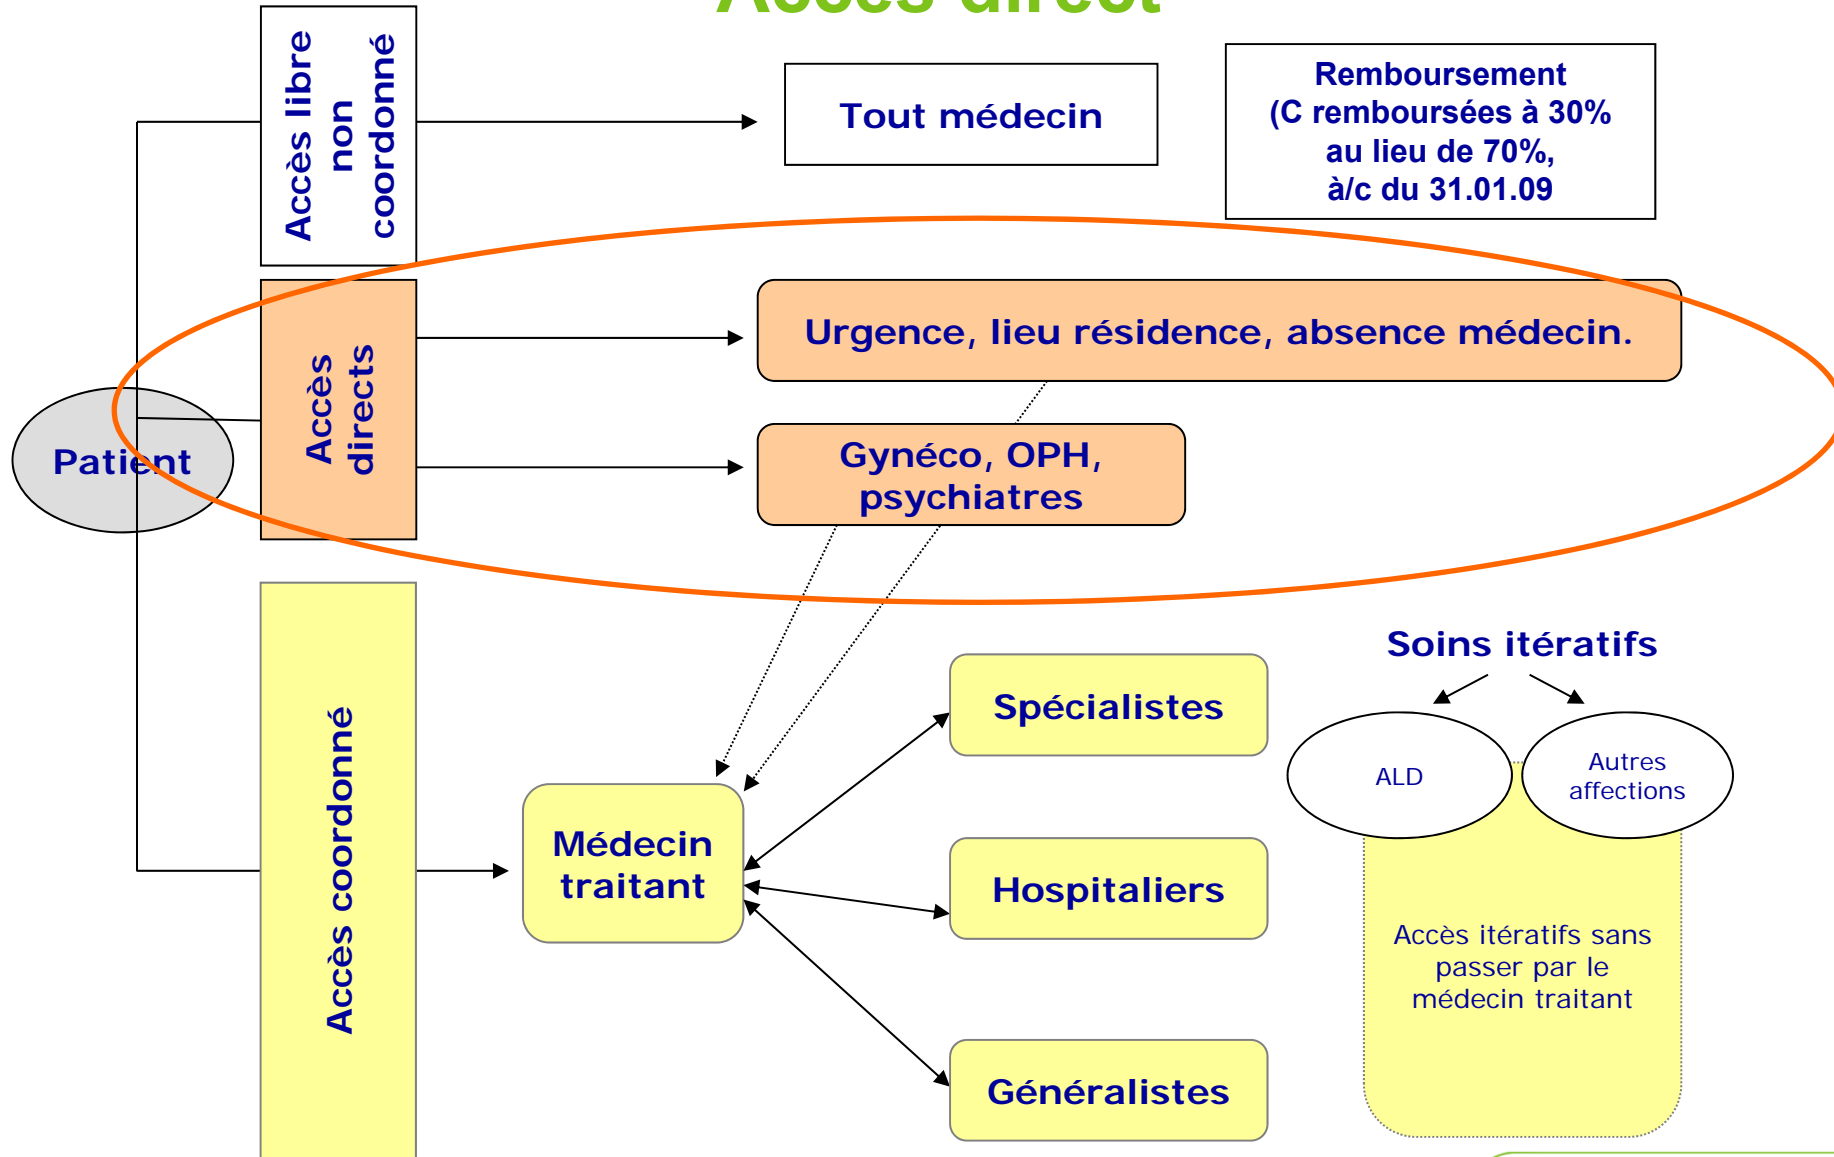 Accès direct
Accès libre
non
coordonné
Tout médecin
Remboursement
(C remboursées à 30%
au lieu de 70%,
à/c du 31.01.09
Accès
directs
Urgence, lieu résidence, absence médecin.
Gynéco, OPH,
psychiatres
Patient
Accès coordonné
Médecin
traitant
Spécialistes
Hospitaliers
Généralistes
Soins itératifs
ALD
Autres
affections
Accès itératifs sans
passer par le
médecin traitant